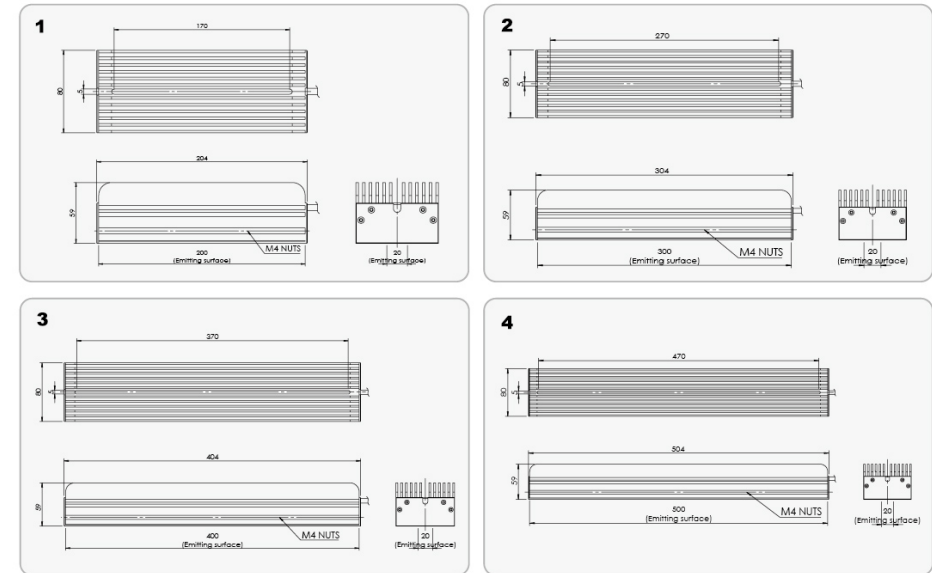 1
170
80
5
204
59
M4 NUTS
200
(Emitting surface)
20
(Emitting surface)
2
270
80
5
304
59
M4 NUTS
300
(Emitting surface)
20
(Emitting surface)
3
370
80
5
404
59
M4 NUTS
400
(Emitting surface)
20
(Emitting surface)
4
470
80
5
504
59
M4 NUTS
500
(Emitting surface)
20
(Emitting surface)